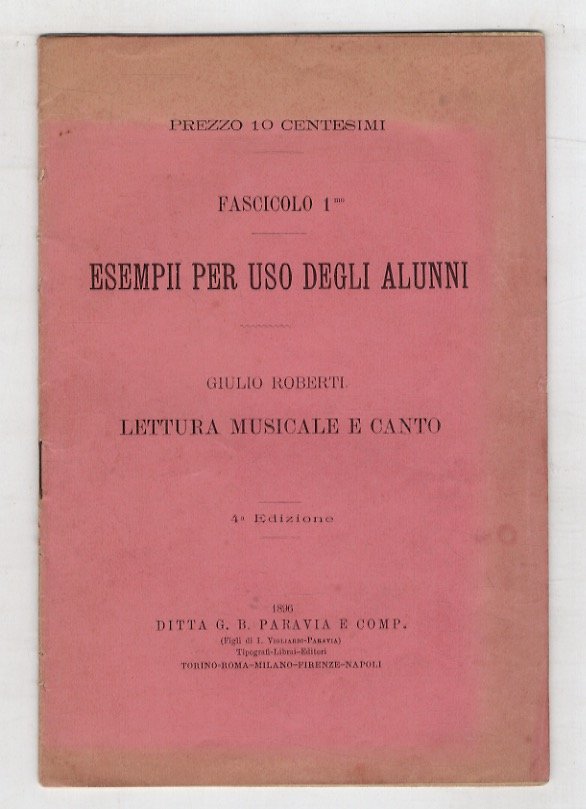 PREZZO 10 CENTESIMI
FASCICOLO 1mo
ESEMPII PER USO DEGLI ALUNNI
GIULIO ROBERTI
LETTURA MUSICALE E CANTO
4a Edizione
1896
DITTA G. B. PARAVIA E COMP.
(Figli di I. VIGLIARDI-PARAVIA)
Tipografi-Librai-Editori
TORINO-ROMA-MILANO-FIRENZE-NAPOLI